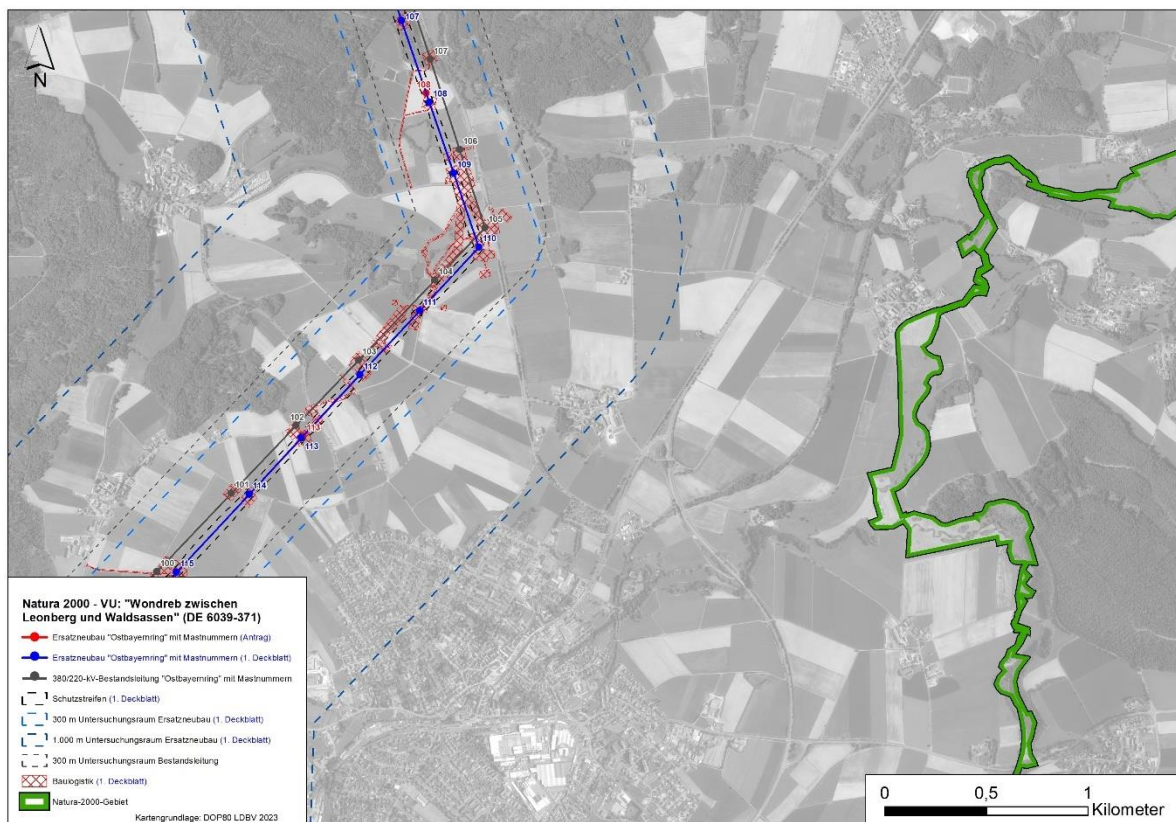 N
107
107
108
108
106
109
105
110
104
111
103
112
102
113
113
101
114
100
115
Natura 2000 - VU: "Wondreb zwischen
Leonberg und Waldsassen" (DE 6039-371)
Ersatzneubau "Ostbayernring" mit Mastnummern (Antrag)
Ersatzneubau "Ostbayernring" mit Mastnummern (1. Deckblatt)
380/220-kV-Bestandsleitung "Ostbayernring" mit Mastnummern
Schutzstreifen (1. Deckblatt)
300 m Untersuchungsraum Ersatzneubau (1. Deckblatt)
1.000 m Untersuchungsraum Ersatzneubau (1. Deckblatt)
300 m Untersuchungsraum Bestandsleitung
Baulogistik (1. Deckblatt)
Natura-2000-Gebiet
Kartengrundlage: DOP80 LDBV 2023
0 0,5 1
Kilometer